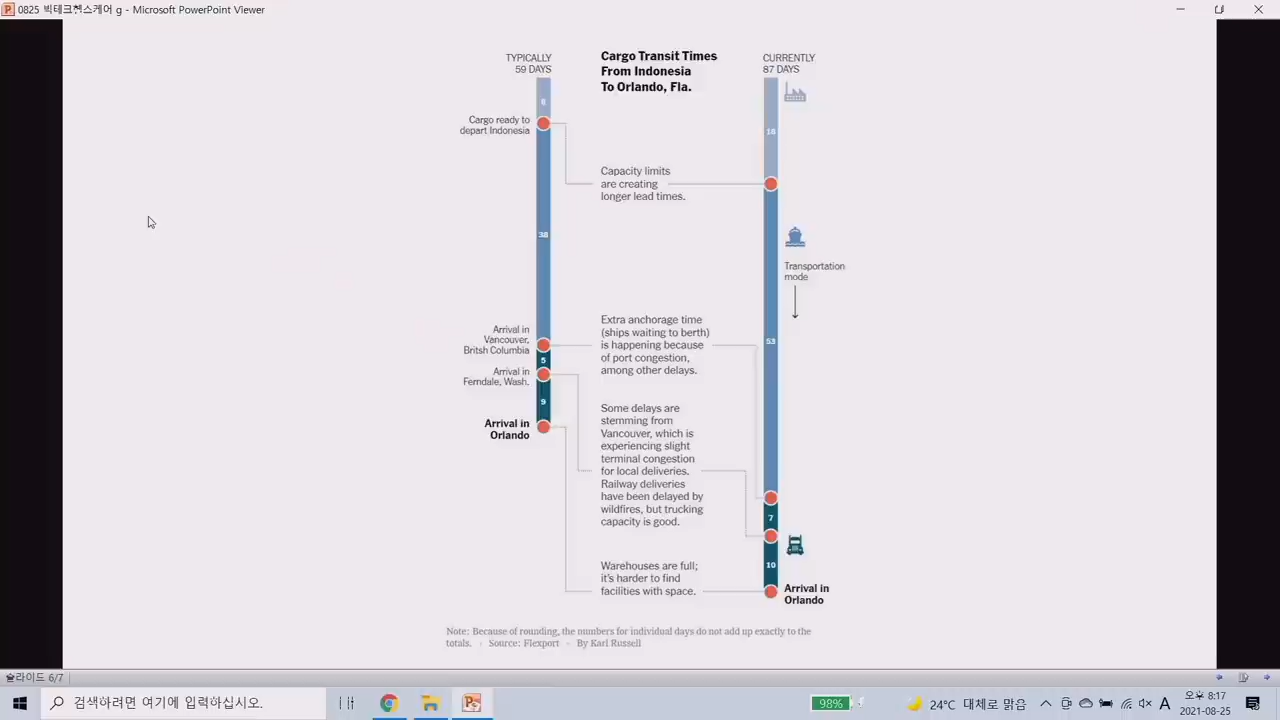 0825 빅테크헬스케어 g - Microsoft PowerPoint Viewer
TYPICALLY
59 DAYS
Cargo Transit Times
From Indonesia
To Orlando, Fla.
CURRENTLY
87 DAYS
Cargo ready to
depart Indonesia
16
Capacity limits
are creating
longer lead times.
38
Transportation
mode
Arrival in
Vancouver,
Britsh Columbia
5
Arrival in
Ferndale, Wash.
9
Arrival in
Orlando
Extra anchorage time
(ships waiting to berth)
is happening because
of port congestion,
among other delays.
53
Some delays are
stemming from
Vancouver, which is
experiencing slight
terminal congestion
for local deliveries.
Railway deliveries
have been delayed by
wildfires, but trucking
capacity is good.
7
10
Warehouses are full;
it's harder to find
facilities with space.
Arrival in
Orlando
Note: Because of rounding, the numbers for individual days do not add up exactly to the
totals. · Source: Flexport · By Karl Russell
슬라이드 6/7
검색하려면 여기에 입력하십시오.
98%
24°C 대체로 맑음
A
오후 8:17
2021-08-25